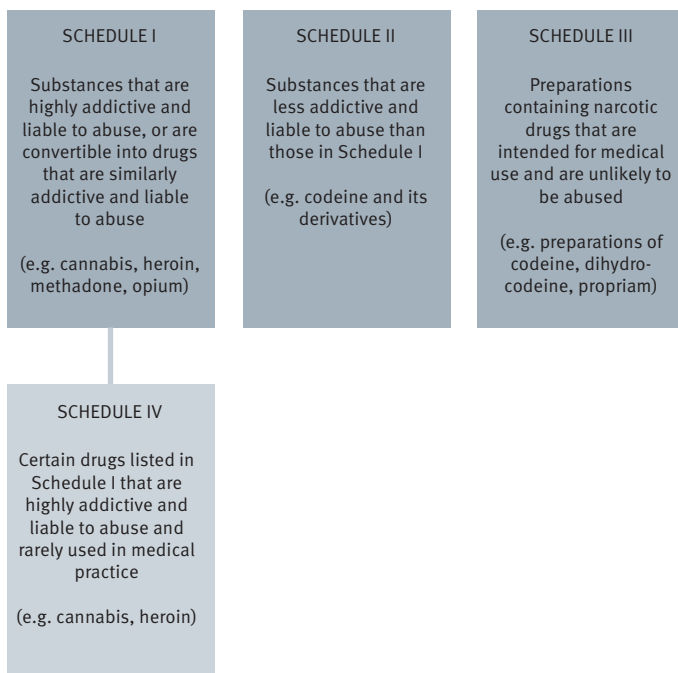 SCHEDULE I
Substances that are
highly addictive and
liable to abuse, or are
convertible into drugs
that are similarly
addictive and liable
to abuse
(e.g. cannabis, heroin,
methadone, opium)
SCHEDULE II
Substances that are
less addictive and
liable to abuse than
those in Schedule I
(e.g. codeine and its
derivatives)
SCHEDULE III
Preparations
containing narcotic
drugs that are
intended for medical
use and are unlikely to
be abused
(e.g. preparations of
codeine, dihydro-
codeine, propriam)
SCHEDULE IV
Certain drugs listed in
Schedule I that are
highly addictive and
liable to abuse and
rarely used in medical
practice
(e.g. cannabis, heroin)